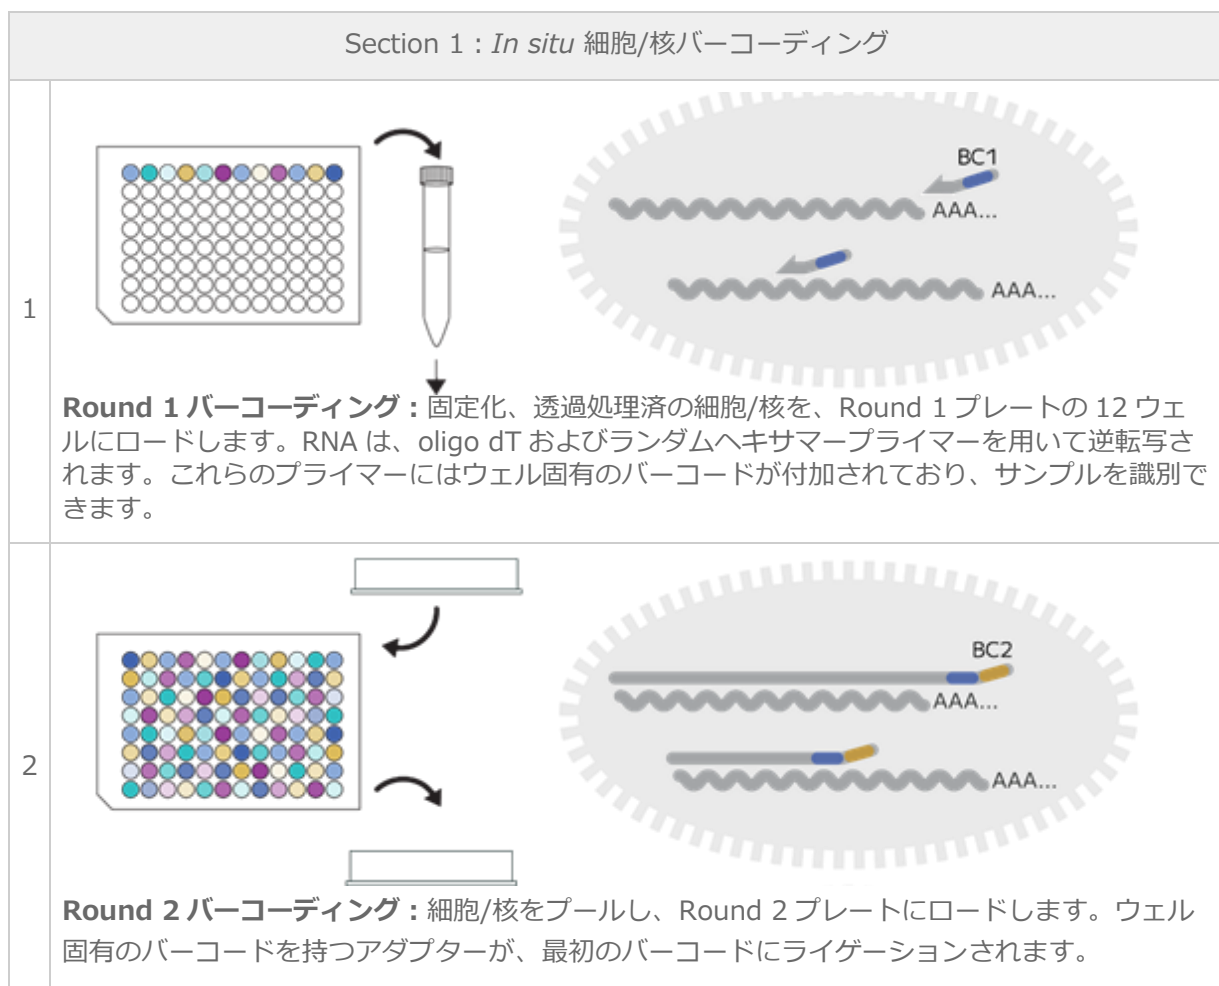 Section 1：In situ 細胞/核バーコーディング
1
BC1
AAA...
AAA...
Round 1 バーコーディング：固定化、透過処理済の細胞/核を、Round 1 プレートの 12 ウェ
ルにロードします。RNA は、oligo dT およびランダムヘキサマープライマーを用いて逆転写さ
れます。これらのプライマーにはウェル固有のバーコードが付加されており、サンプルを識別で
きます。
2
BC2
AAA...
AAA...
Round 2 バーコーディング：細胞/核をプールし、Round 2 プレートにロードします。ウェル
固有のバーコードを持つアダプターが、最初のバーコードにライゲーションされます。